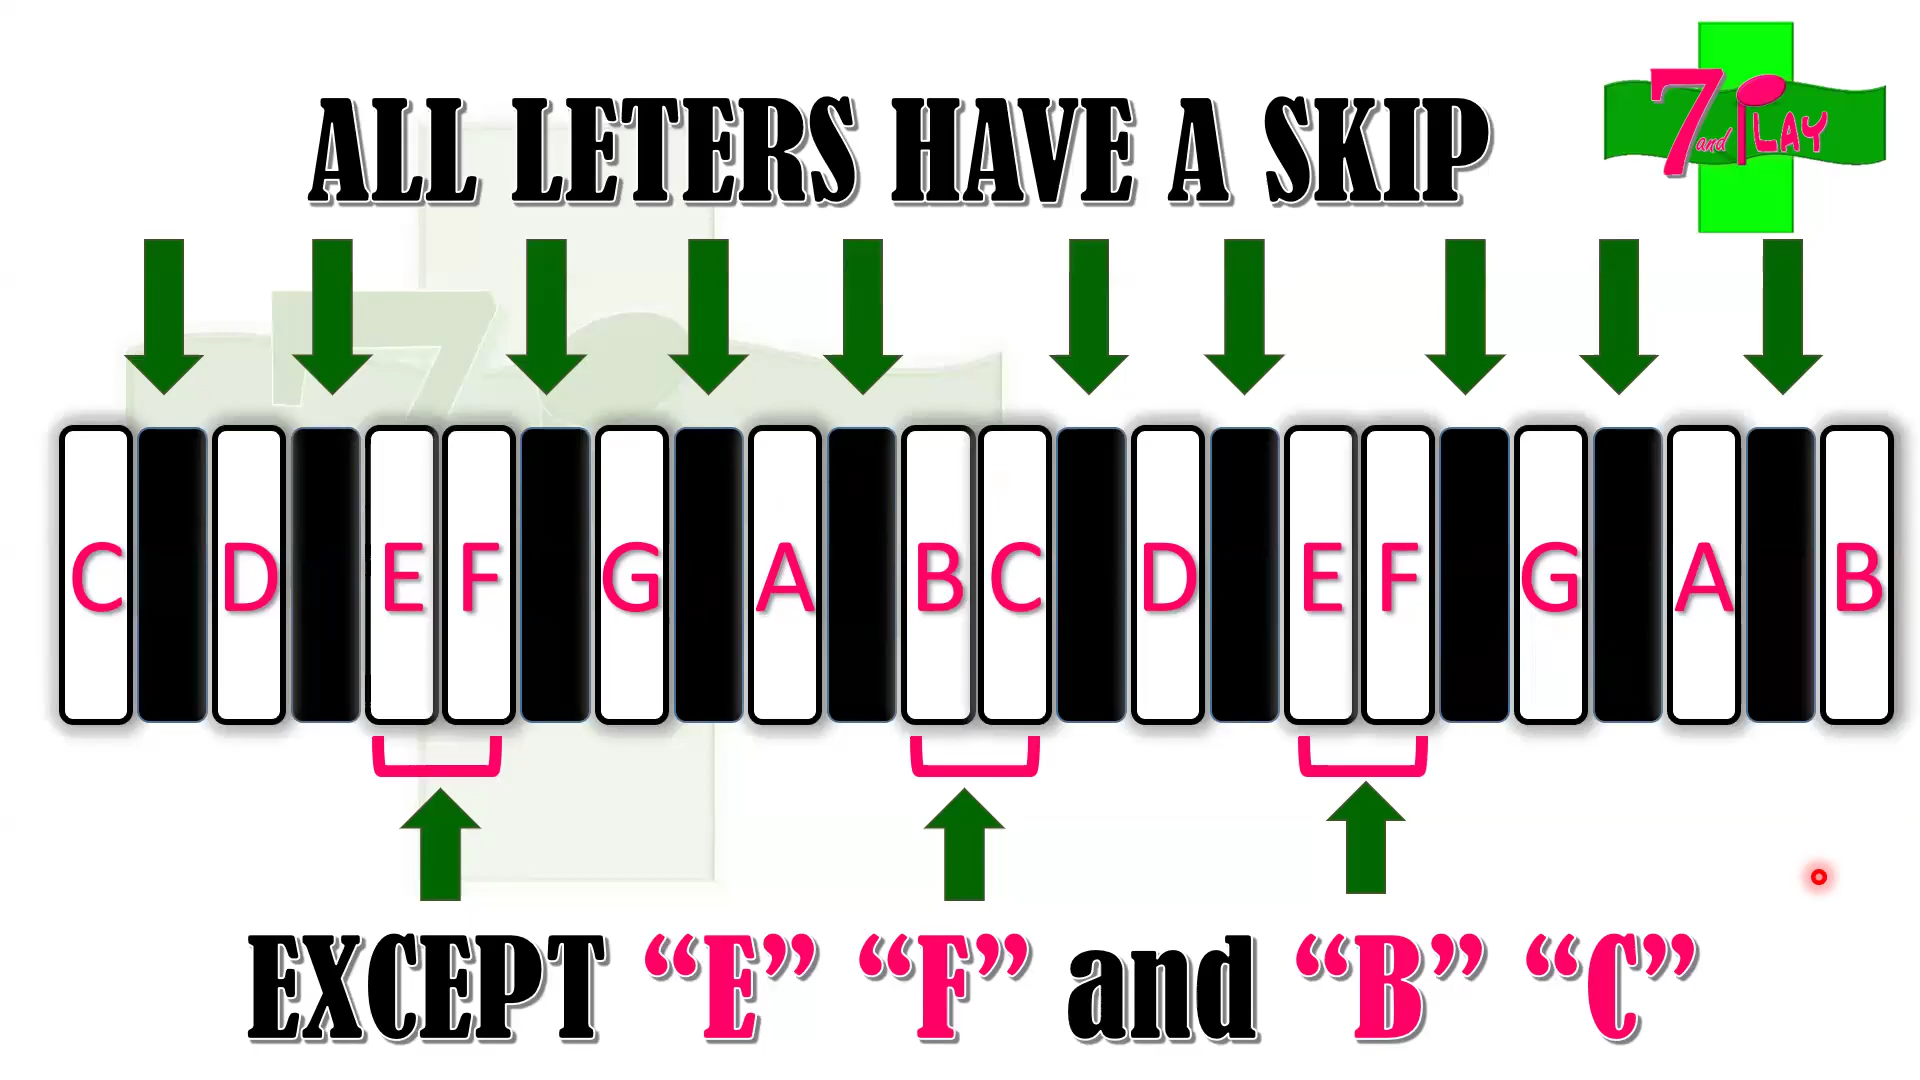 ALL LETERS HAVE A SKIP
7 and PLAY
C D E F G A B C D E F G A B
EXCEPT “E” “F” and “B” “C”